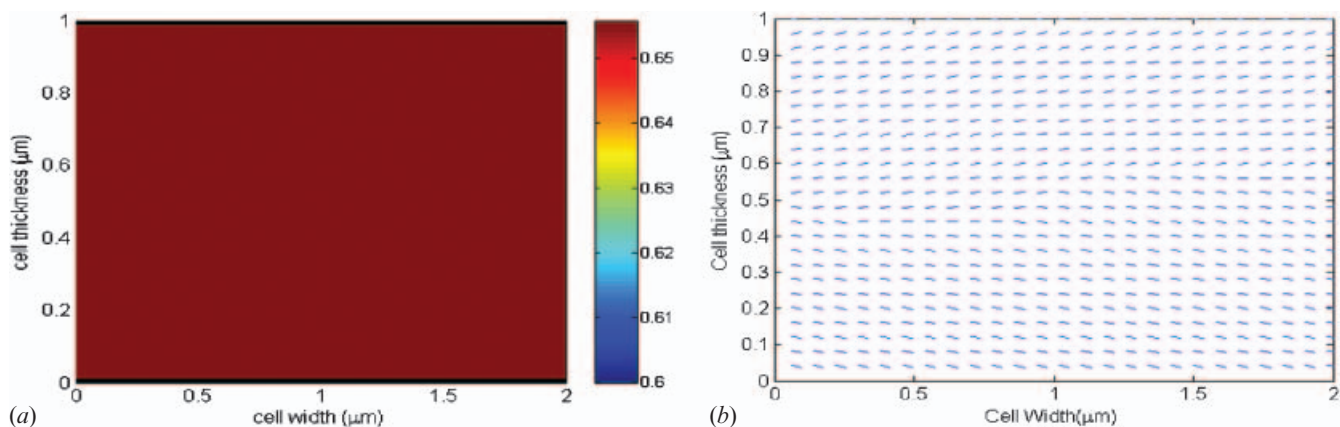 1
0.8
0.6
0.4
0.2
0
cell thickness (μm)
0 0.5 1 1.5 2
cell width (μm)
0.65
0.64
0.63
0.62
0.61
0.6
(a)
1
0.9
0.8
0.7
0.6
0.5
0.4
0.3
0.2
0.1
0
Cell thickness(μm)
0 0.5 1 1.5 2
Cell Width(μm)
(b)